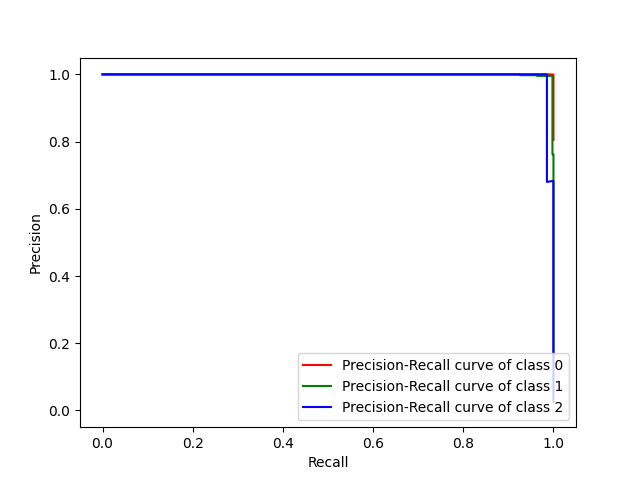 1.0
0.8
0.6
0.4
0.2
0.0
Precision
Precision-Recall curve of class 0
Precision-Recall curve of class 1
Precision-Recall curve of class 2
0.0 0.2 0.4 0.6 0.8 1.0
Recall